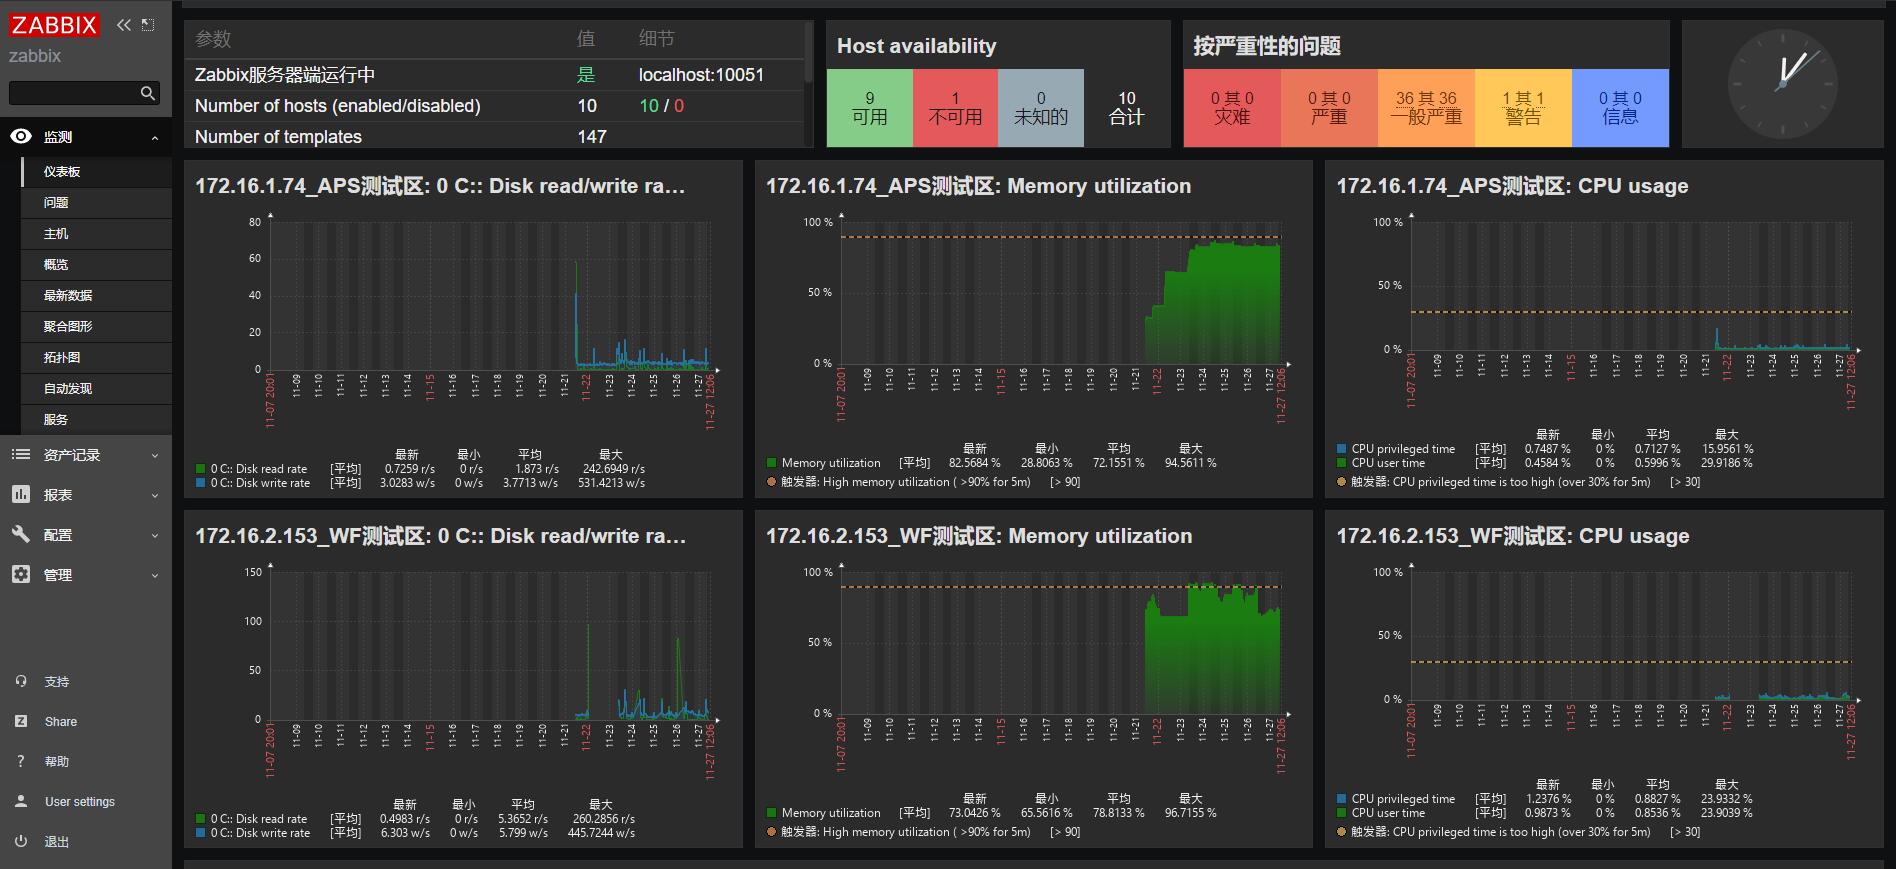 ZABBIX
zabbix
监测
仪表板
问题
主机
概览
最新数据
聚合图形
拓扑图
自动发现
服务
资产记录
报表
配置
管理
支持
Share
帮助
User settings
退出
参数 值 细节
Zabbix服务器端运行中 是 localhost:10051
Number of hosts (enabled/disabled) 10 10 / 0
Number of templates 147
Host availability
9 1 0 10
可用 不可用 未知的 合计
按严重性的问题
0 其 0 0 其 0 36 其 36 1 其 1 0 其 0
灾难 严重 一般严重 警告 信息
172.16.1.74_APS测试区: 0 C:: Disk read/write ra…
80
60
40
20
0
11-07 20:01 11-09 11-10 11-11 11-12 11-13 11-14 11-15 11-16 11-17 11-18 11-19 11-20 11-21 11-22 11-23 11-24 11-25 11-26 11-27 11-27 12:06
最新 最小 平均 最大
0 C:: Disk read rate [平均] 0.7259 r/s 0 r/s 1.873 r/s 242.6949 r/s
0 C:: Disk write rate [平均] 3.0283 w/s 0 w/s 3.7713 w/s 531.4213 w/s
172.16.1.74_APS测试区: Memory utilization
100 %
50 %
0 %
11-07 20:01 11-09 11-10 11-11 11-12 11-13 11-14 11-15 11-16 11-17 11-18 11-19 11-20 11-21 11-22 11-23 11-24 11-25 11-26 11-27 11-27 12:06
最新 最小 平均 最大
Memory utilization [平均] 82.5684 % 28.8063 % 72.1551 % 94.5611 %
触发器: High memory utilization ( >90% for 5m) [> 90]
172.16.1.74_APS测试区: CPU usage
100 %
50 %
0 %
11-07 20:01 11-09 11-10 11-11 11-12 11-13 11-14 11-15 11-16 11-17 11-18 11-19 11-20 11-21 11-22 11-23 11-24 11-25 11-26 11-27 11-27 12:06
最新 最小 平均 最大
CPU privileged time [平均] 0.7487 % 0 % 0.7127 % 15.9561 %
CPU user time [平均] 0.4584 % 0 % 0.5996 % 29.9186 %
触发器: CPU privileged time is too high (over 30% for 5m) [> 30]
172.16.2.153_WF测试区: 0 C:: Disk read/write ra…
150
100
50
0
11-07 20:01 11-09 11-10 11-11 11-12 11-13 11-14 11-15 11-16 11-17 11-18 11-19 11-20 11-21 11-22 11-23 11-24 11-25 11-26 11-27 11-27 12:06
最新 最小 平均 最大
0 C:: Disk read rate [平均] 0.4983 r/s 0 r/s 5.3652 r/s 260.2856 r/s
0 C:: Disk write rate [平均] 6.303 w/s 0 w/s 5.799 w/s 445.7244 w/s
172.16.2.153_WF测试区: Memory utilization
100 %
50 %
0 %
11-07 20:01 11-09 11-10 11-11 11-12 11-13 11-14 11-15 11-16 11-17 11-18 11-19 11-20 11-21 11-22 11-23 11-24 11-25 11-26 11-27 11-27 12:06
最新 最小 平均 最大
Memory utilization [平均] 73.0426 % 65.5616 % 78.8133 % 96.7155 %
触发器: High memory utilization ( >90% for 5m) [> 90]
172.16.2.153_WF测试区: CPU usage
100 %
50 %
0 %
11-07 20:01 11-09 11-10 11-11 11-12 11-13 11-14 11-15 11-16 11-17 11-18 11-19 11-20 11-21 11-22 11-23 11-24 11-25 11-26 11-27 11-27 12:06
最新 最小 平均 最大
CPU privileged time [平均] 1.2376 % 0 % 0.8827 % 23.9332 %
CPU user time [平均] 0.9873 % 0 % 0.8536 % 23.9039 %
触发器: CPU privileged time is too high (over 30% for 5m) [> 30]